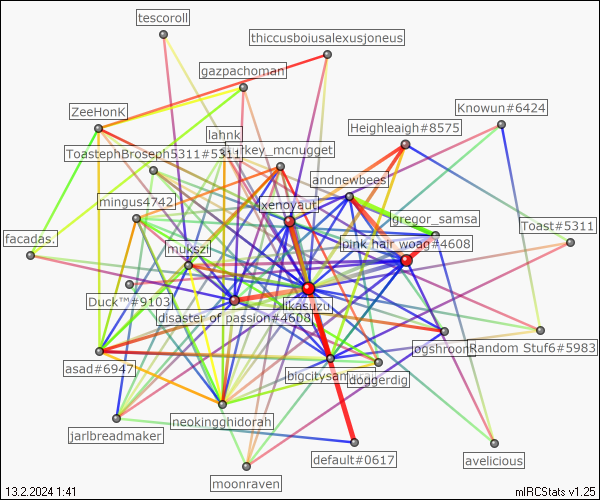 tescoroll
thiccusboiusalexusjoneus
gazpachoman
ZeeHonK
Knowun#6424
Heighleaigh#8575
lahnk
key_mcnugget
ToastephBroseph5311#5311
andnewbees
mingus4742
xenoyaut
gregor_samsa
Toast#5311
facadas.
mukszi
pink hair woag#4608
Duck™#9103
likasuzu
disaster of passion#4608
asad#6947
bigcitysam
doggerdig
pgshroom
Random Stuf6#5983
neokingghidorah
jarlbreadmaker
default#0617
avelicious
moonraven
13.2.2024 1:41
mIRCStats v1.25